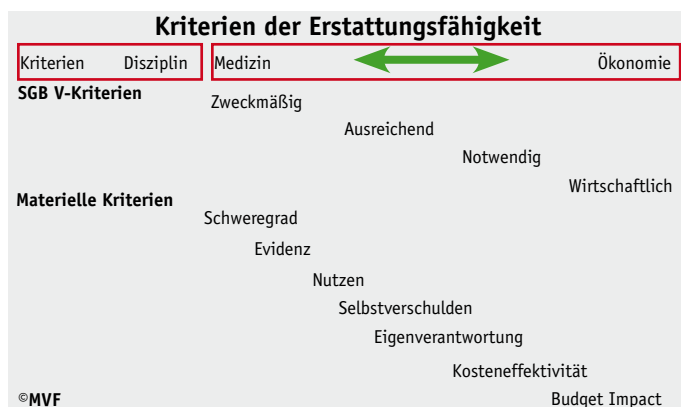 Kriterien der Erstattungsfähigkeit
Kriterien Disziplin Medizin Ökonomie
SGB V-Kriterien
Zweckmäßig
Ausreichend
Notwendig
Wirtschaftlich
Materielle Kriterien
Schweregrad
Evidenz
Nutzen
Selbstverschulden
Eigenverantwortung
Kosteneffektivität
©MVF Budget Impact